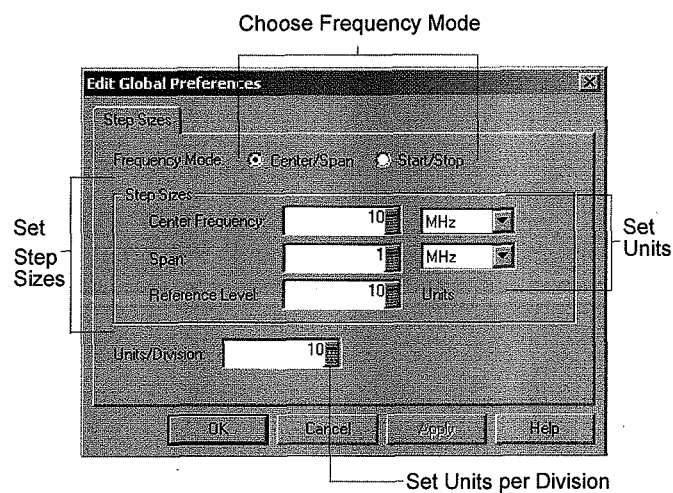 Choose Frequency Mode
Edit Global Preferences
Step Sizes
Frequency Mode: Center/Span Start/Stop
Step Sizes
Center Frequency: 10 MHz
Span: 1 MHz
Reference Level: 10 Units
Set
Step
Sizes
Set
Units
Units/Division: 10
OK Cancel Apply Help
Set Units per Division